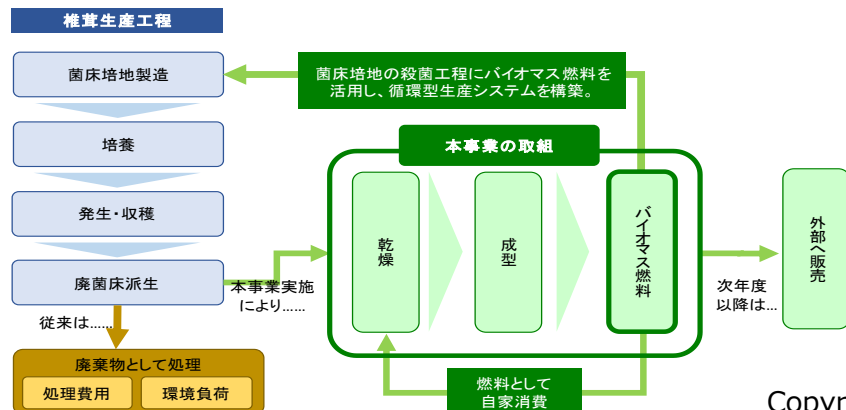 椎茸生産工程
菌床培地製造
菌床培地の殺菌工程にバイオマス燃料を
活用し、循環型生産システムを構築。
培養
発生・収穫
廃菌床派生
従来は......
廃棄物として処理
処理費用
環境負荷
本事業実施
により......
本事業の取組
乾燥
成型
バイオマス燃料
燃料として
自家消費
次年度
以降は...
外部へ販売
Copyr